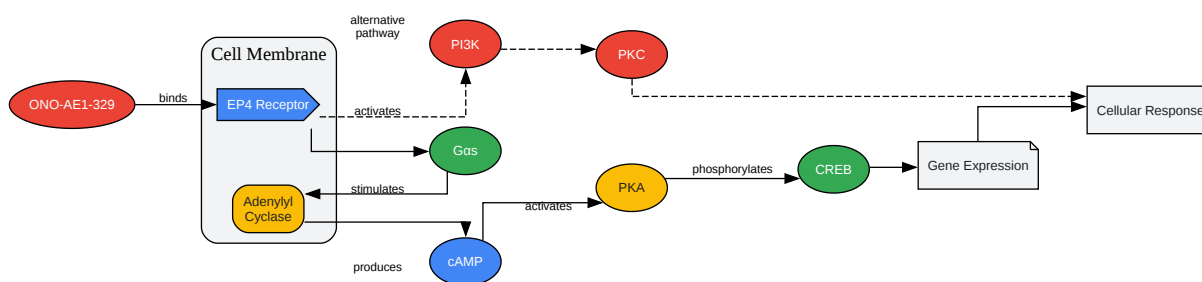 alternative
pathway
Cell Membrane
PI3K
PKC
ONO-AE1-329
binds
EP4 Receptor
activates
Cellular Response
Gαs
stimulates
Adenylyl
Cyclase
phosphorylates
CREB
Gene Expression
PKA
activates
produces
cAMP